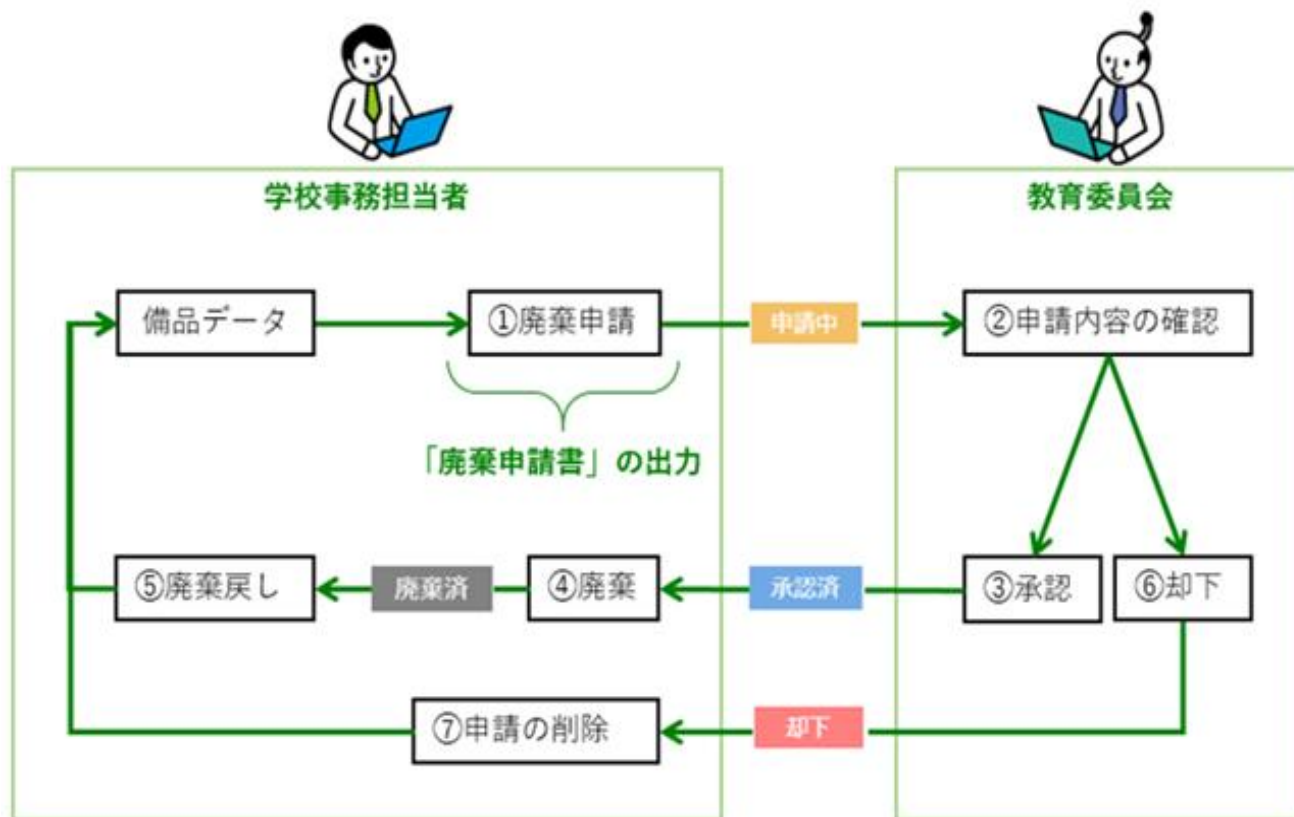 学校事務担当者
教育委員会
備品データ
①廃棄申請
申請中
②申請内容の確認
「廃棄申請書」の出力
⑤廃棄戻し
廃棄済
④廃棄
承認済
③承認
⑥却下
⑦申請の削除
却下